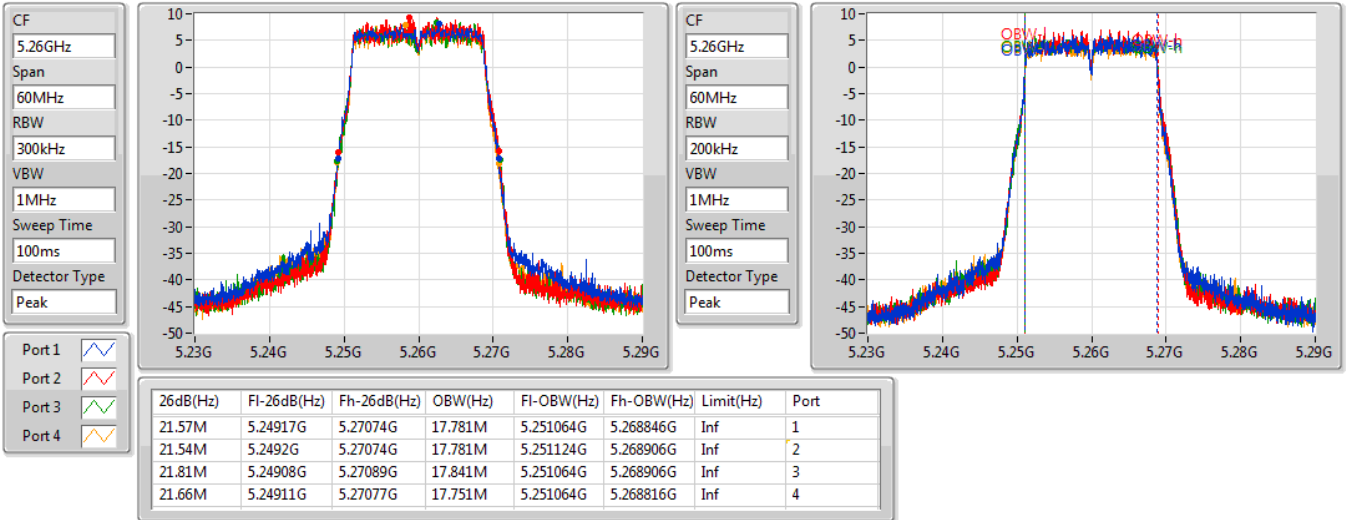 CF
5.26GHz
Span
60MHz
RBW
300kHz
VBW
1MHz
Sweep Time
100ms
Detector Type
Peak
10
5
0
-5
-10
-15
-20
-25
-30
-35
-40
-45
-50
5.23G 5.24G 5.25G 5.26G 5.27G 5.28G 5.29G
CF
5.26GHz
Span
60MHz
RBW
200kHz
VBW
1MHz
Sweep Time
100ms
Detector Type
Peak
10
5
0
-5
-10
-15
-20
-25
-30
-35
-40
-45
-50
5.23G 5.24G 5.25G 5.26G 5.27G 5.28G 5.29G
Port 1
Port 2
Port 3
Port 4
26dB(Hz) Fl-26dB(Hz) Fh-26dB(Hz) OBW(Hz) Fl-OBW(Hz) Fh-OBW(Hz) Limit(Hz) Port
21.57M 5.24917G 5.27074G 17.781M 5.251064G 5.268846G Inf 1
21.54M 5.2492G 5.27074G 17.781M 5.251124G 5.268906G Inf 2
21.81M 5.24908G 5.27089G 17.841M 5.251064G 5.268906G Inf 3
21.66M 5.24911G 5.27077G 17.751M 5.251064G 5.268816G Inf 4